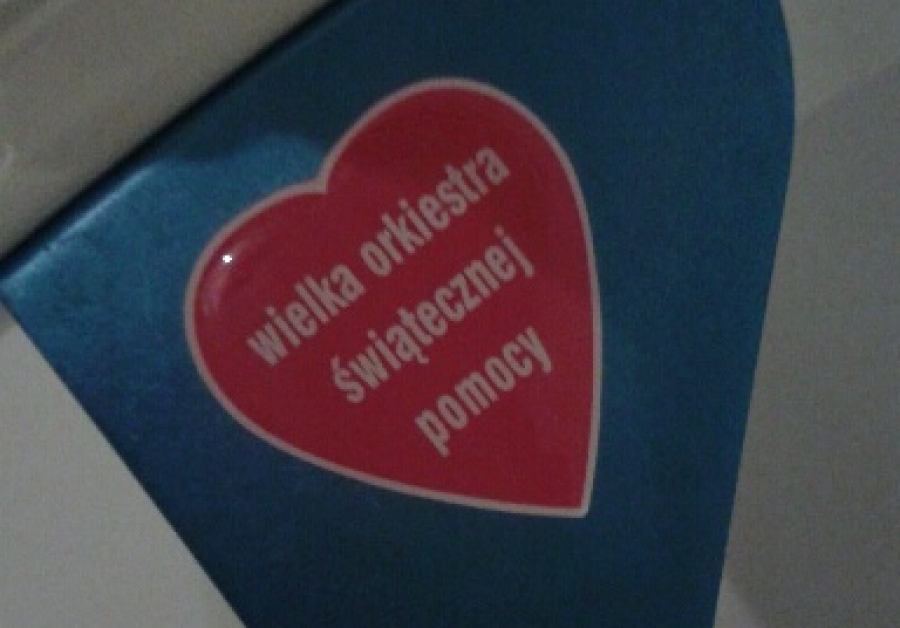 wielka orkiestra
świątecznej
pomocy